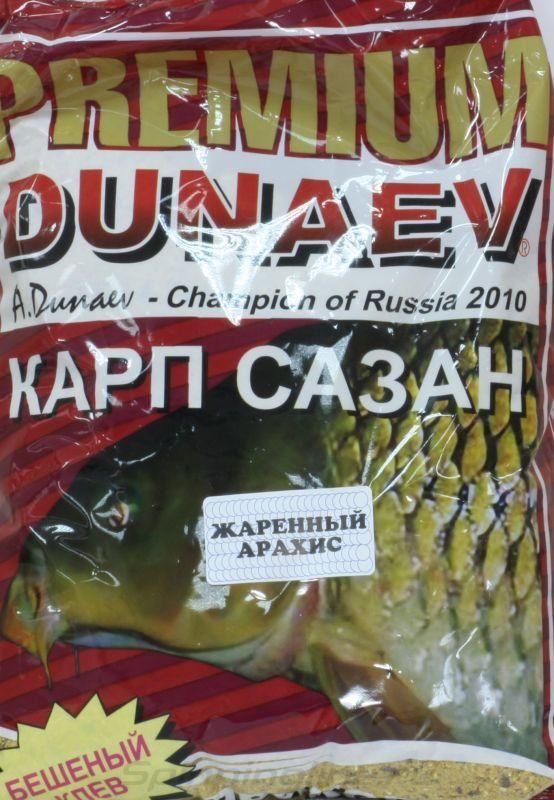 PREMIUM
DUNAEV®
A.Dunaev - Champion of Russia 2010
КАРП САЗАН
ЖАРЕННЫЙ
АРАХИС
БЕШЕНЫЙ
КЛЕВ